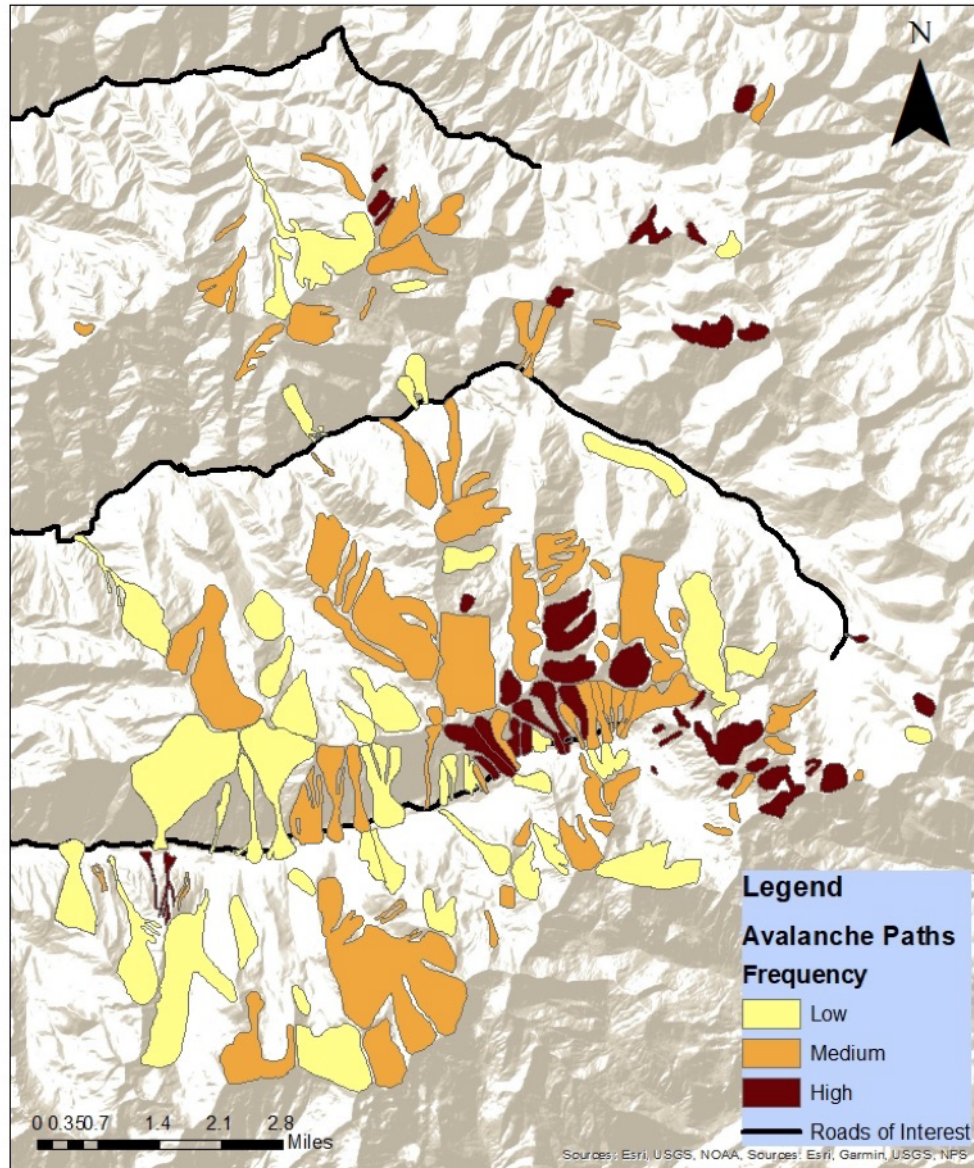 N
Legend
Avalanche Paths
Frequency
Low
Medium
High
Roads of Interest
0 0.35 0.7 1.4 2.1 2.8
Miles
Sources: Esri, USGS, NOAA, Sources: Esri, Garmin, USGS, NPS